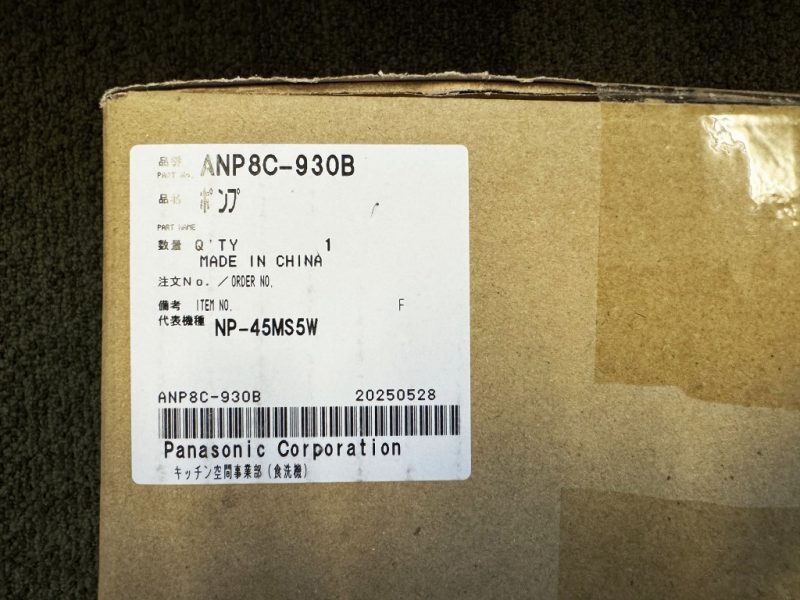 品番 ANP8C-930B
PART No.
品名 ポンプ
PART NAME
数量 Q'TY 1
MADE IN CHINA
注文No./ORDER NO.
備考 ITEM NO. F
代表機種 NP-45MS5W
ANP8C-930B 20250528
Panasonic Corporation
キッチン空間事業部(食洗機)